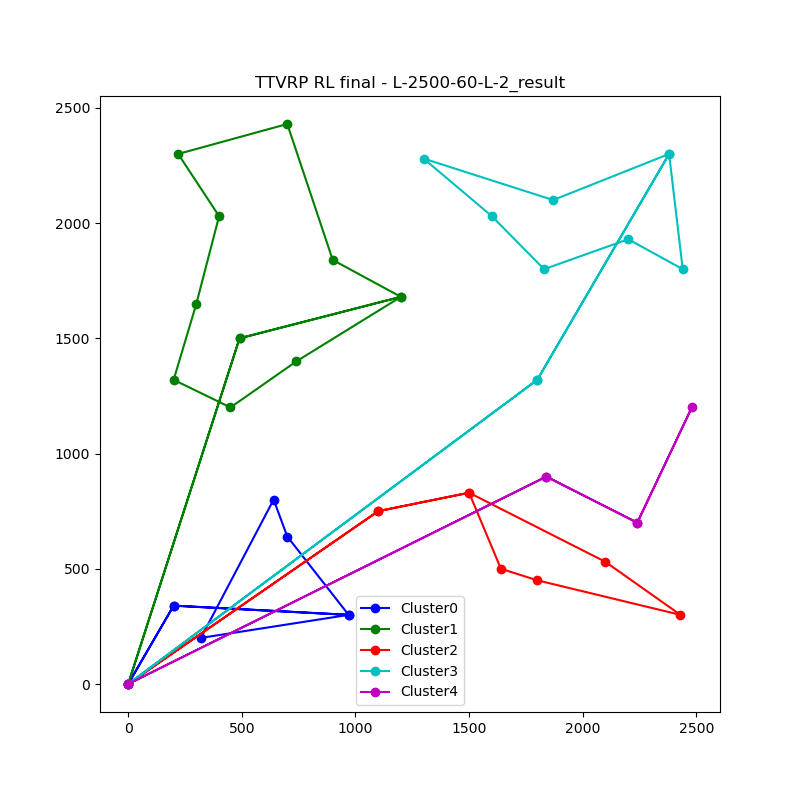 TTVRP RL final - L-2500-60-L-2_result
2500
2000
1500
1000
500
0
Cluster0
Cluster1
Cluster2
Cluster3
Cluster4
0 500 1000 1500 2000 2500